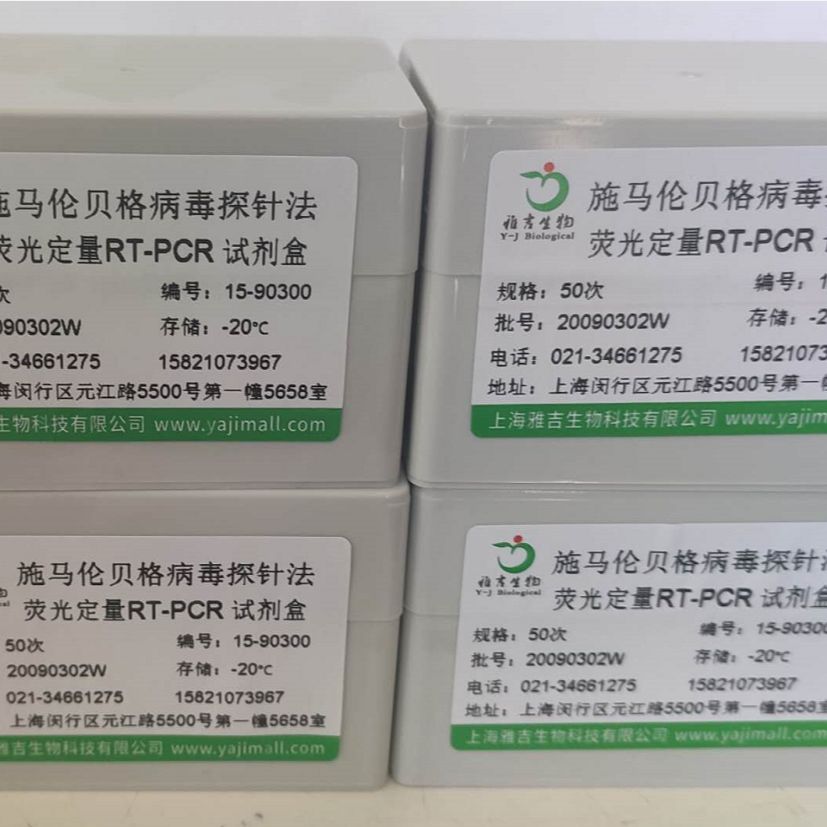 施马伦贝格病毒探针法
荧光定量RT-PCR 试剂盒
次
编号：15-90300
090302W
存储：-20℃
-34661275
15821073967
海闵行区元江路5500号第一幢5658室
生物科技有限公司 www.yajimall.com
雅吉生物
Y-J Biological
施马伦贝格病毒
荧光定量RT-PCR 试
规格：50次
编号：1
批号：20090302W
存储：-2
电话：021-34661275
15821073
地址：上海闵行区元江路5500号第一幢565
上海雅吉生物科技有限公司 www.yajim
施马伦贝格病毒探针法
荧光定量RT-PCR 试剂盒
50次
编号：15-90300
20090302W
存储：-20℃
021-34661275
15821073967
上海闵行区元江路5500号第一幢5658室
雅吉生物科技有限公司 www.yajimall.com
雅吉生物
Y-J Biological
施马伦贝格病毒探针
荧光定量RT-PCR 试剂盒
规格：50次
编号：15-90300
批号：20090302W
存储：-20℃
电话：021-34661275
15821073967
地址：上海闵行区元江路5500号第一幢5658
上海雅吉生物科技有限公司 www.yajimall.c